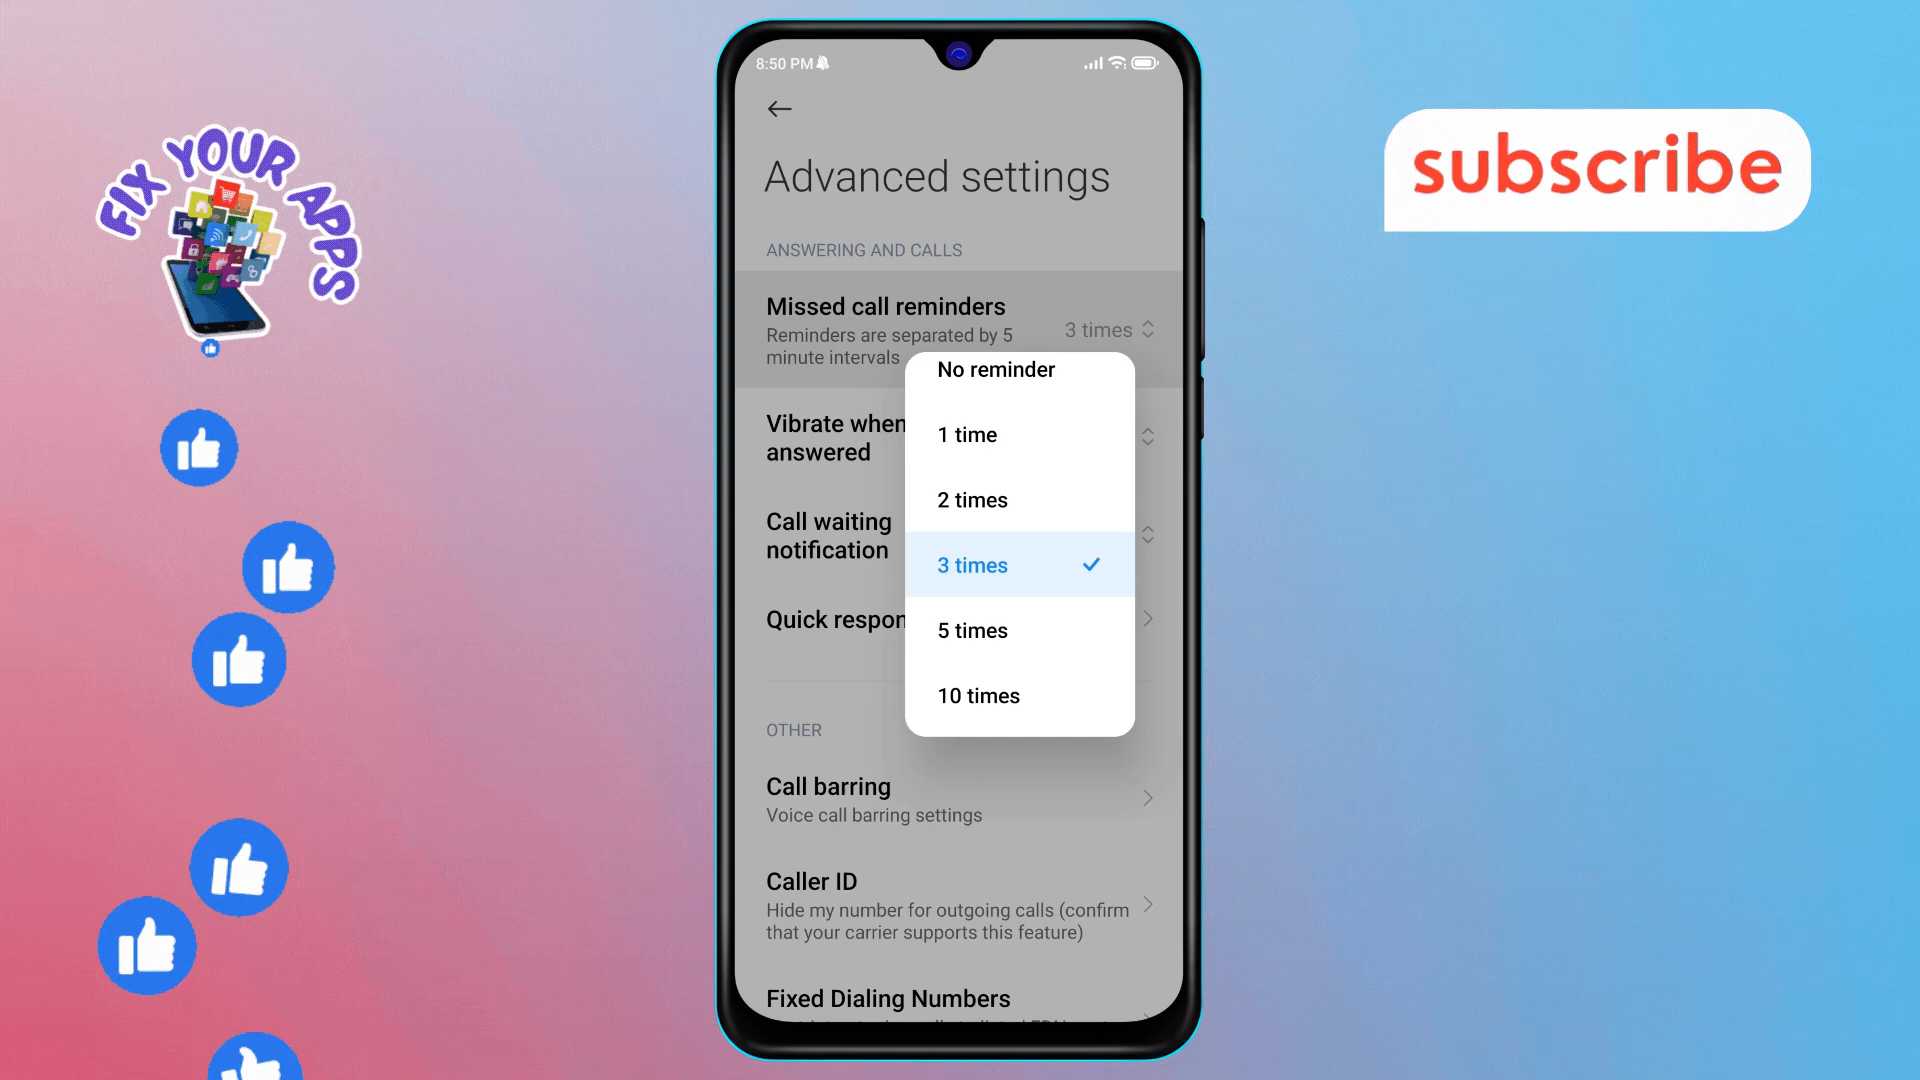 FIX YOUR APPS
subscribe
8:50 PM
Advanced settings
ANSWERING AND CALLS
Missed call reminders
Reminders are separated by 5
minute intervals
3 times
No reminder
1 time
2 times
3 times
5 times
10 times
Vibrate when
answered
Call waiting
notification
Quick respon
OTHER
Call barring
Voice call barring settings
Caller ID
Hide my number for outgoing calls (confirm
that your carrier supports this feature)
Fixed Dialing Numbers